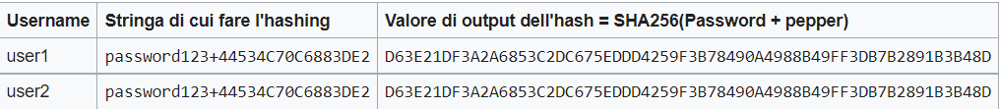 Username Stringa di cui fare l'hashing Valore di output dell'hash = SHA256(Password + pepper)
user1 password123+44534C70C6883DE2 D63E21DF3A2A6853C2DC675EDDD4259F3B78490A4988B49FF3DB7B2891B3B48D
user2 password123+44534C70C6883DE2 D63E21DF3A2A6853C2DC675EDDD4259F3B78490A4988B49FF3DB7B2891B3B48D